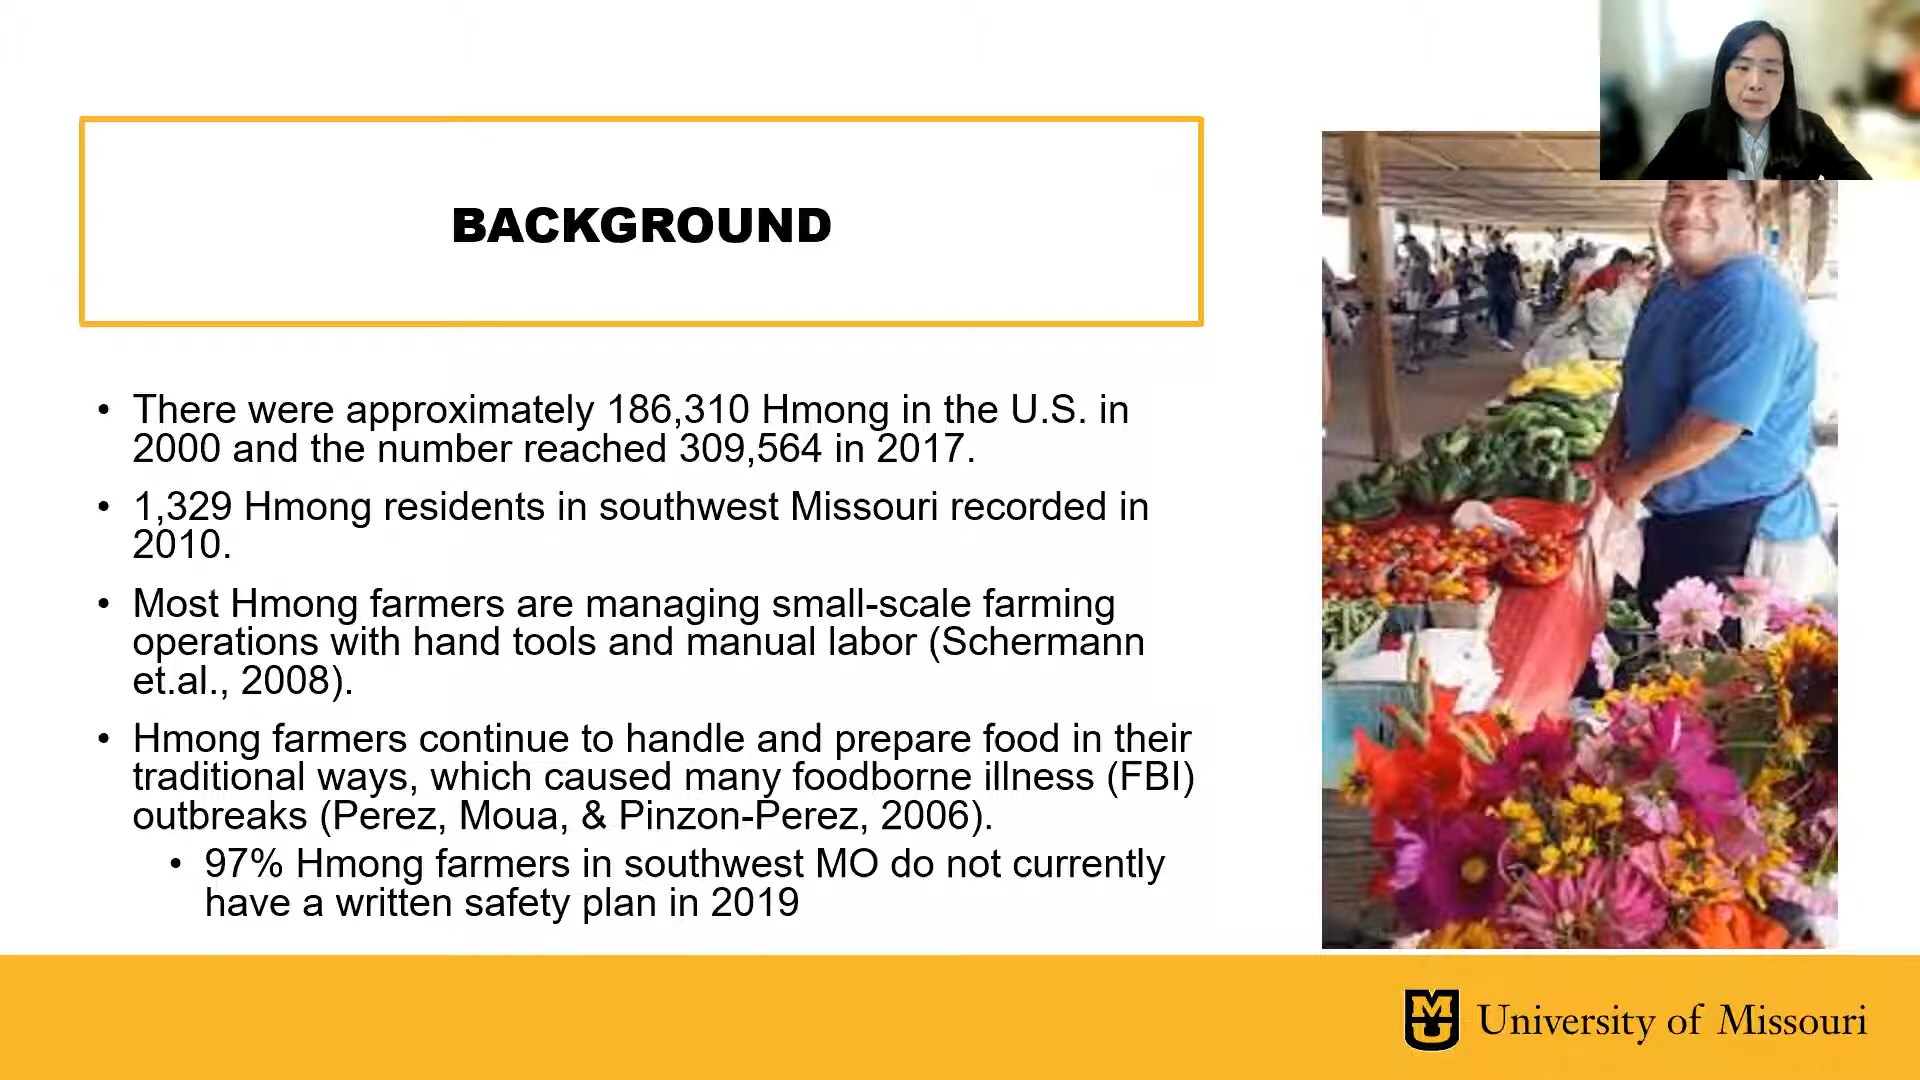 BACKGROUND
• There were approximately 186,310 Hmong in the U.S. in
2000 and the number reached 309,564 in 2017.
• 1,329 Hmong residents in southwest Missouri recorded in
2010.
• Most Hmong farmers are managing small-scale farming
operations with hand tools and manual labor (Schermann
et.al., 2008).
• Hmong farmers continue to handle and prepare food in their
traditional ways, which caused many foodborne illness (FBI)
outbreaks (Perez, Moua, & Pinzon-Perez, 2006).
• 97% Hmong farmers in southwest MO do not currently
have a written safety plan in 2019
MU University of Missouri